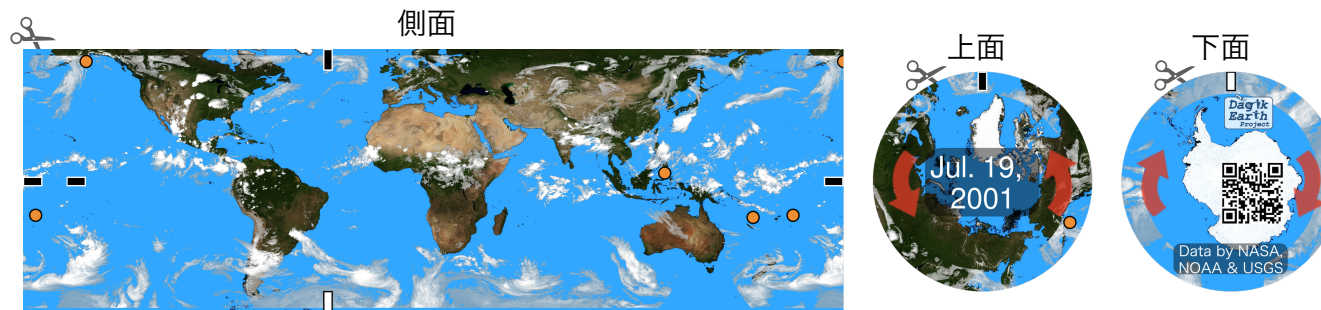 側面
上面
下面
Jul. 19,
2001
Dagik
Earth
Project
Data by NASA,
NOAA & USGS